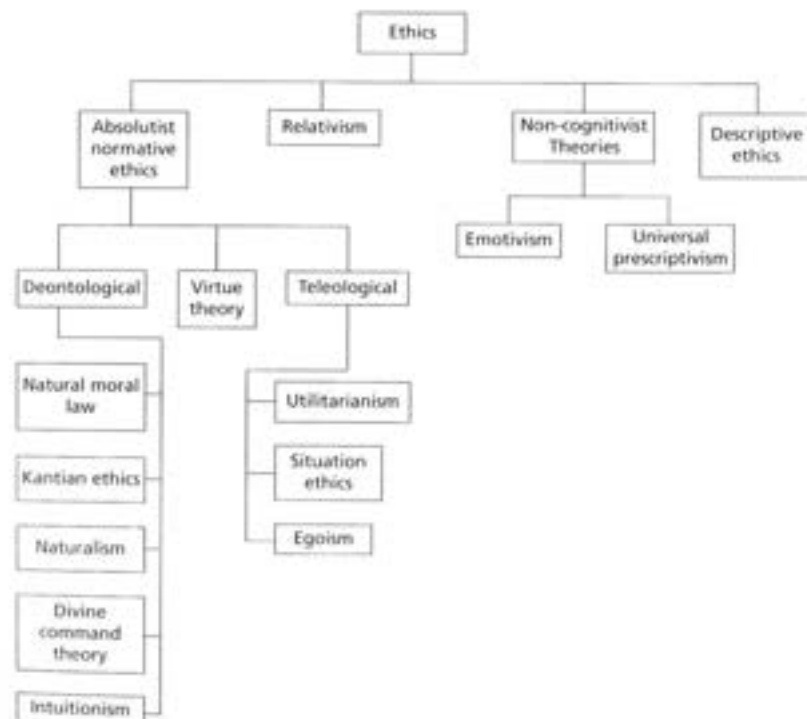 Ethics
Absolutist
normative
ethics
Relativism
Non-cognitivist
Theories
Descriptive
ethics
Emotivism
Universal
prescriptivism
Deontological
Virtue
theory
Teleological
Natural moral
law
Kantian ethics
Naturalism
Divine
command
theory
Intuitionism
Utilitarianism
Situation
ethics
Egoism